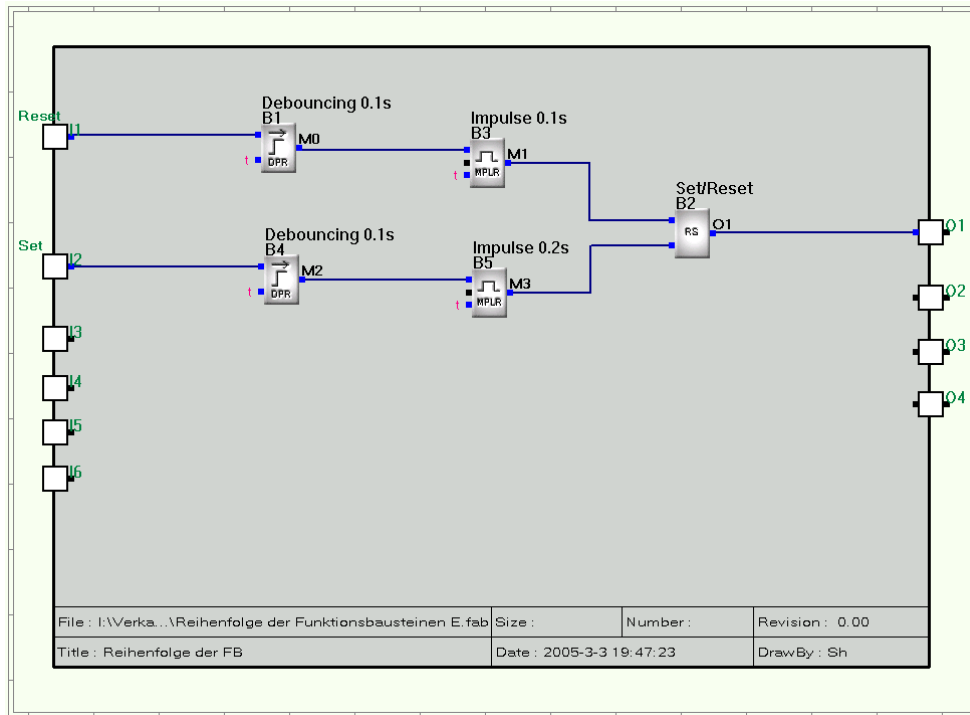 Debouncing 0.1s
B1
Impulse 0.1s
B3
Reset
I1
M0
M1
t
DPR
MPLR
t
Set/Reset
B2
RS
O1
O1
Set
I2
Debouncing 0.1s
B4
Impulse 0.2s
B5
M2
M3
t
DPR
MPLR
t
O2
I3
O3
I4
O4
I5
I6
File : I:\Verka...\Reihenfolge der Funktionsbausteinen E.fab
Size :
Number :
Revision : 0.00
Title : Reihenfolge der FB
Date : 2005-3-3 19:47:23
DrawBy : Sh